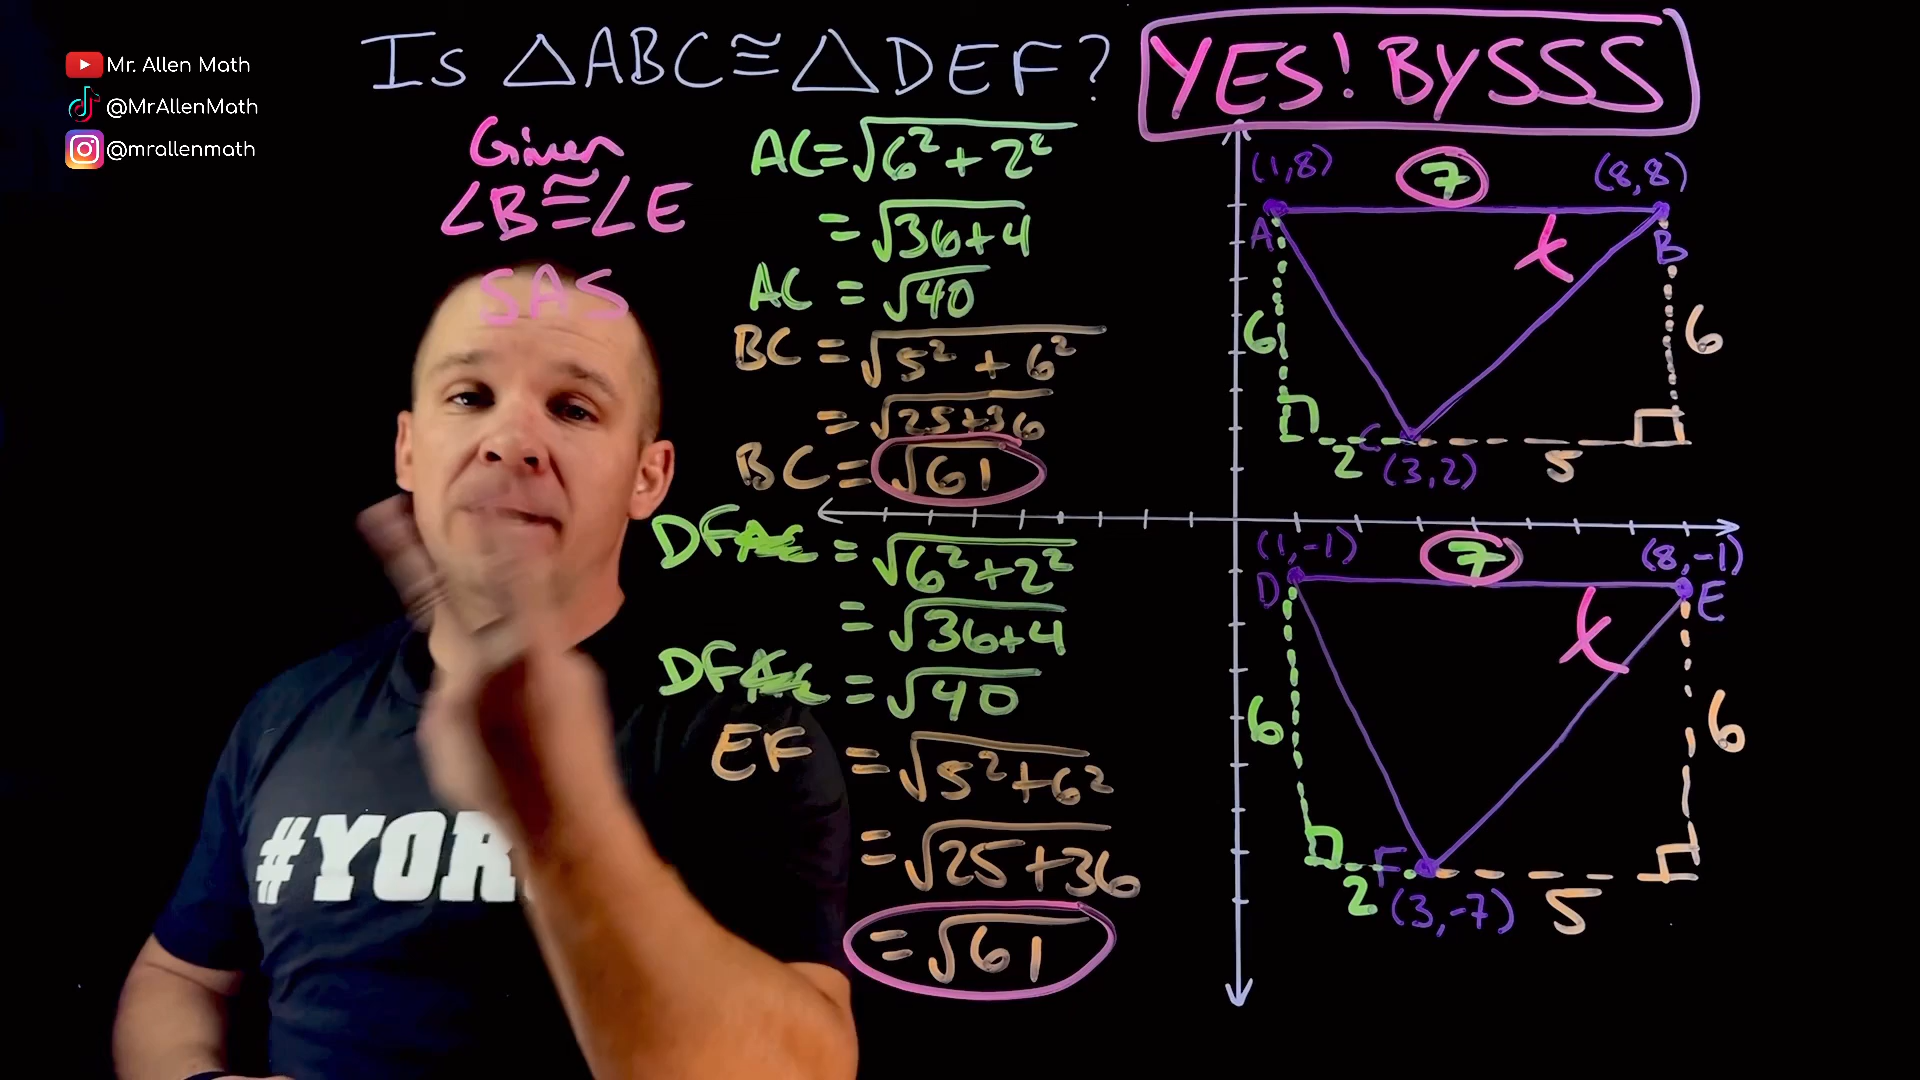 Mr. Allen Math
@MrAllenMath
@mrallenmath
Is △ABC≅△DEF?
YES! BY SSS
Given
∠B≅∠E
SAS
AC=√6²+2²
=√36+4
AC = √40
BC = √5² + 6²
= √25+36
BC = √61
DF = √6²+2²
= √36+4
DF = √40
EF = √5²+6²
= √25+36
= √61
(1,8) 7 (8,8)
A B
6 6
C
2 (3,2) 5
(1,-1) 7 (8,-1)
D E
6 6
F
2 (3,-7) 5
#YOR